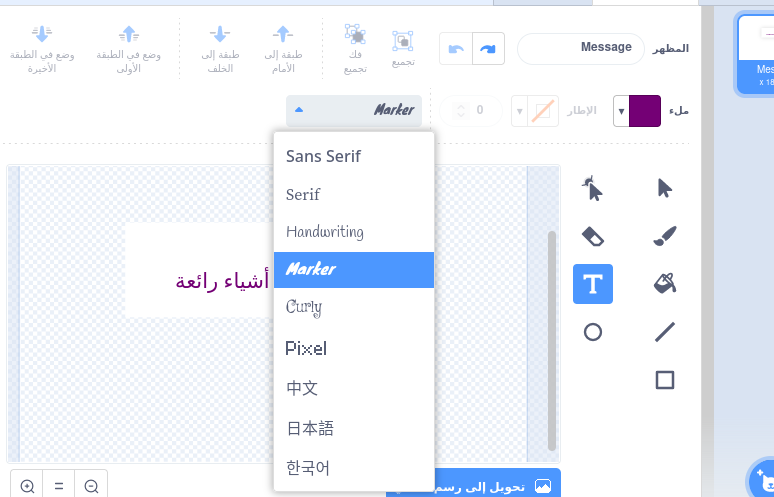 المظهر
Message
تجميع
فك
تجميع
طبقة إلى
الأمام
طبقة إلى
الخلف
وضع في الطبقة
الأولى
وضع في الطبقة
الأخيرة
ملء
الإطار
0
Marker
Sans Serif
Serif
Handwriting
Marker
Curly
Pixel
中文
日本語
한국어
أشياء رائعة
تحويل إلى رسم
Mes
x 18